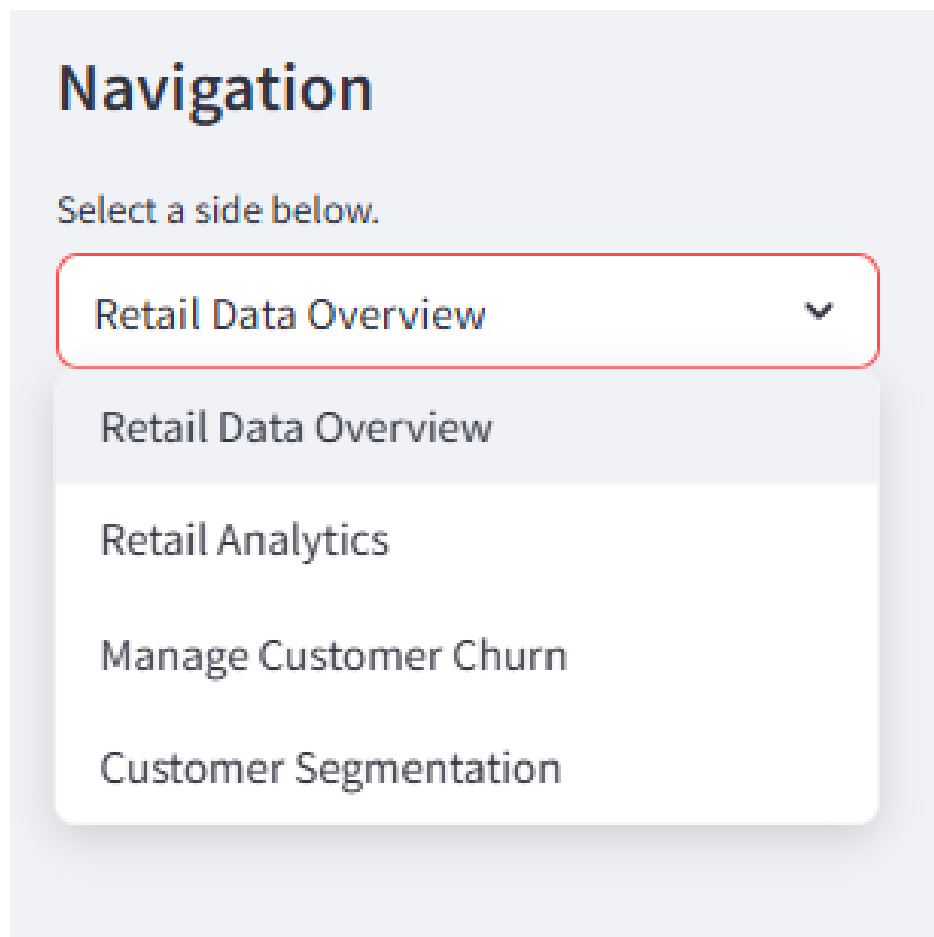 Navigation
Select a side below.
Retail Data Overview
Retail Data Overview
Retail Analytics
Manage Customer Churn
Customer Segmentation